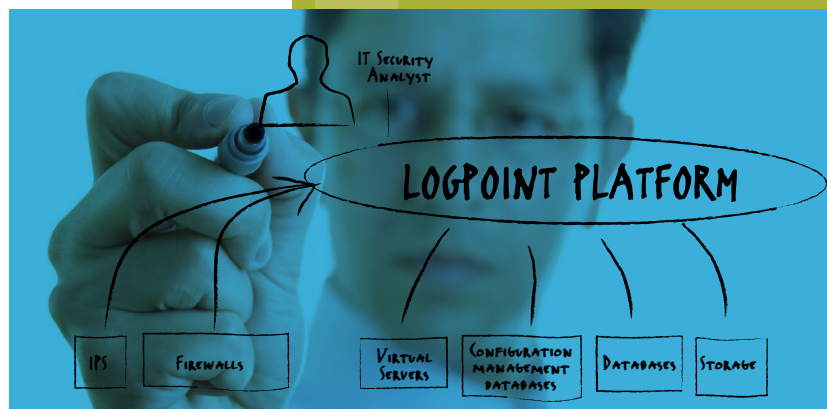 IT Security
Analyst
LOGPOINT PLATFORM
IPS
Firewalls
Virtual
Servers
Configuration
management
databases
Databases
Storage